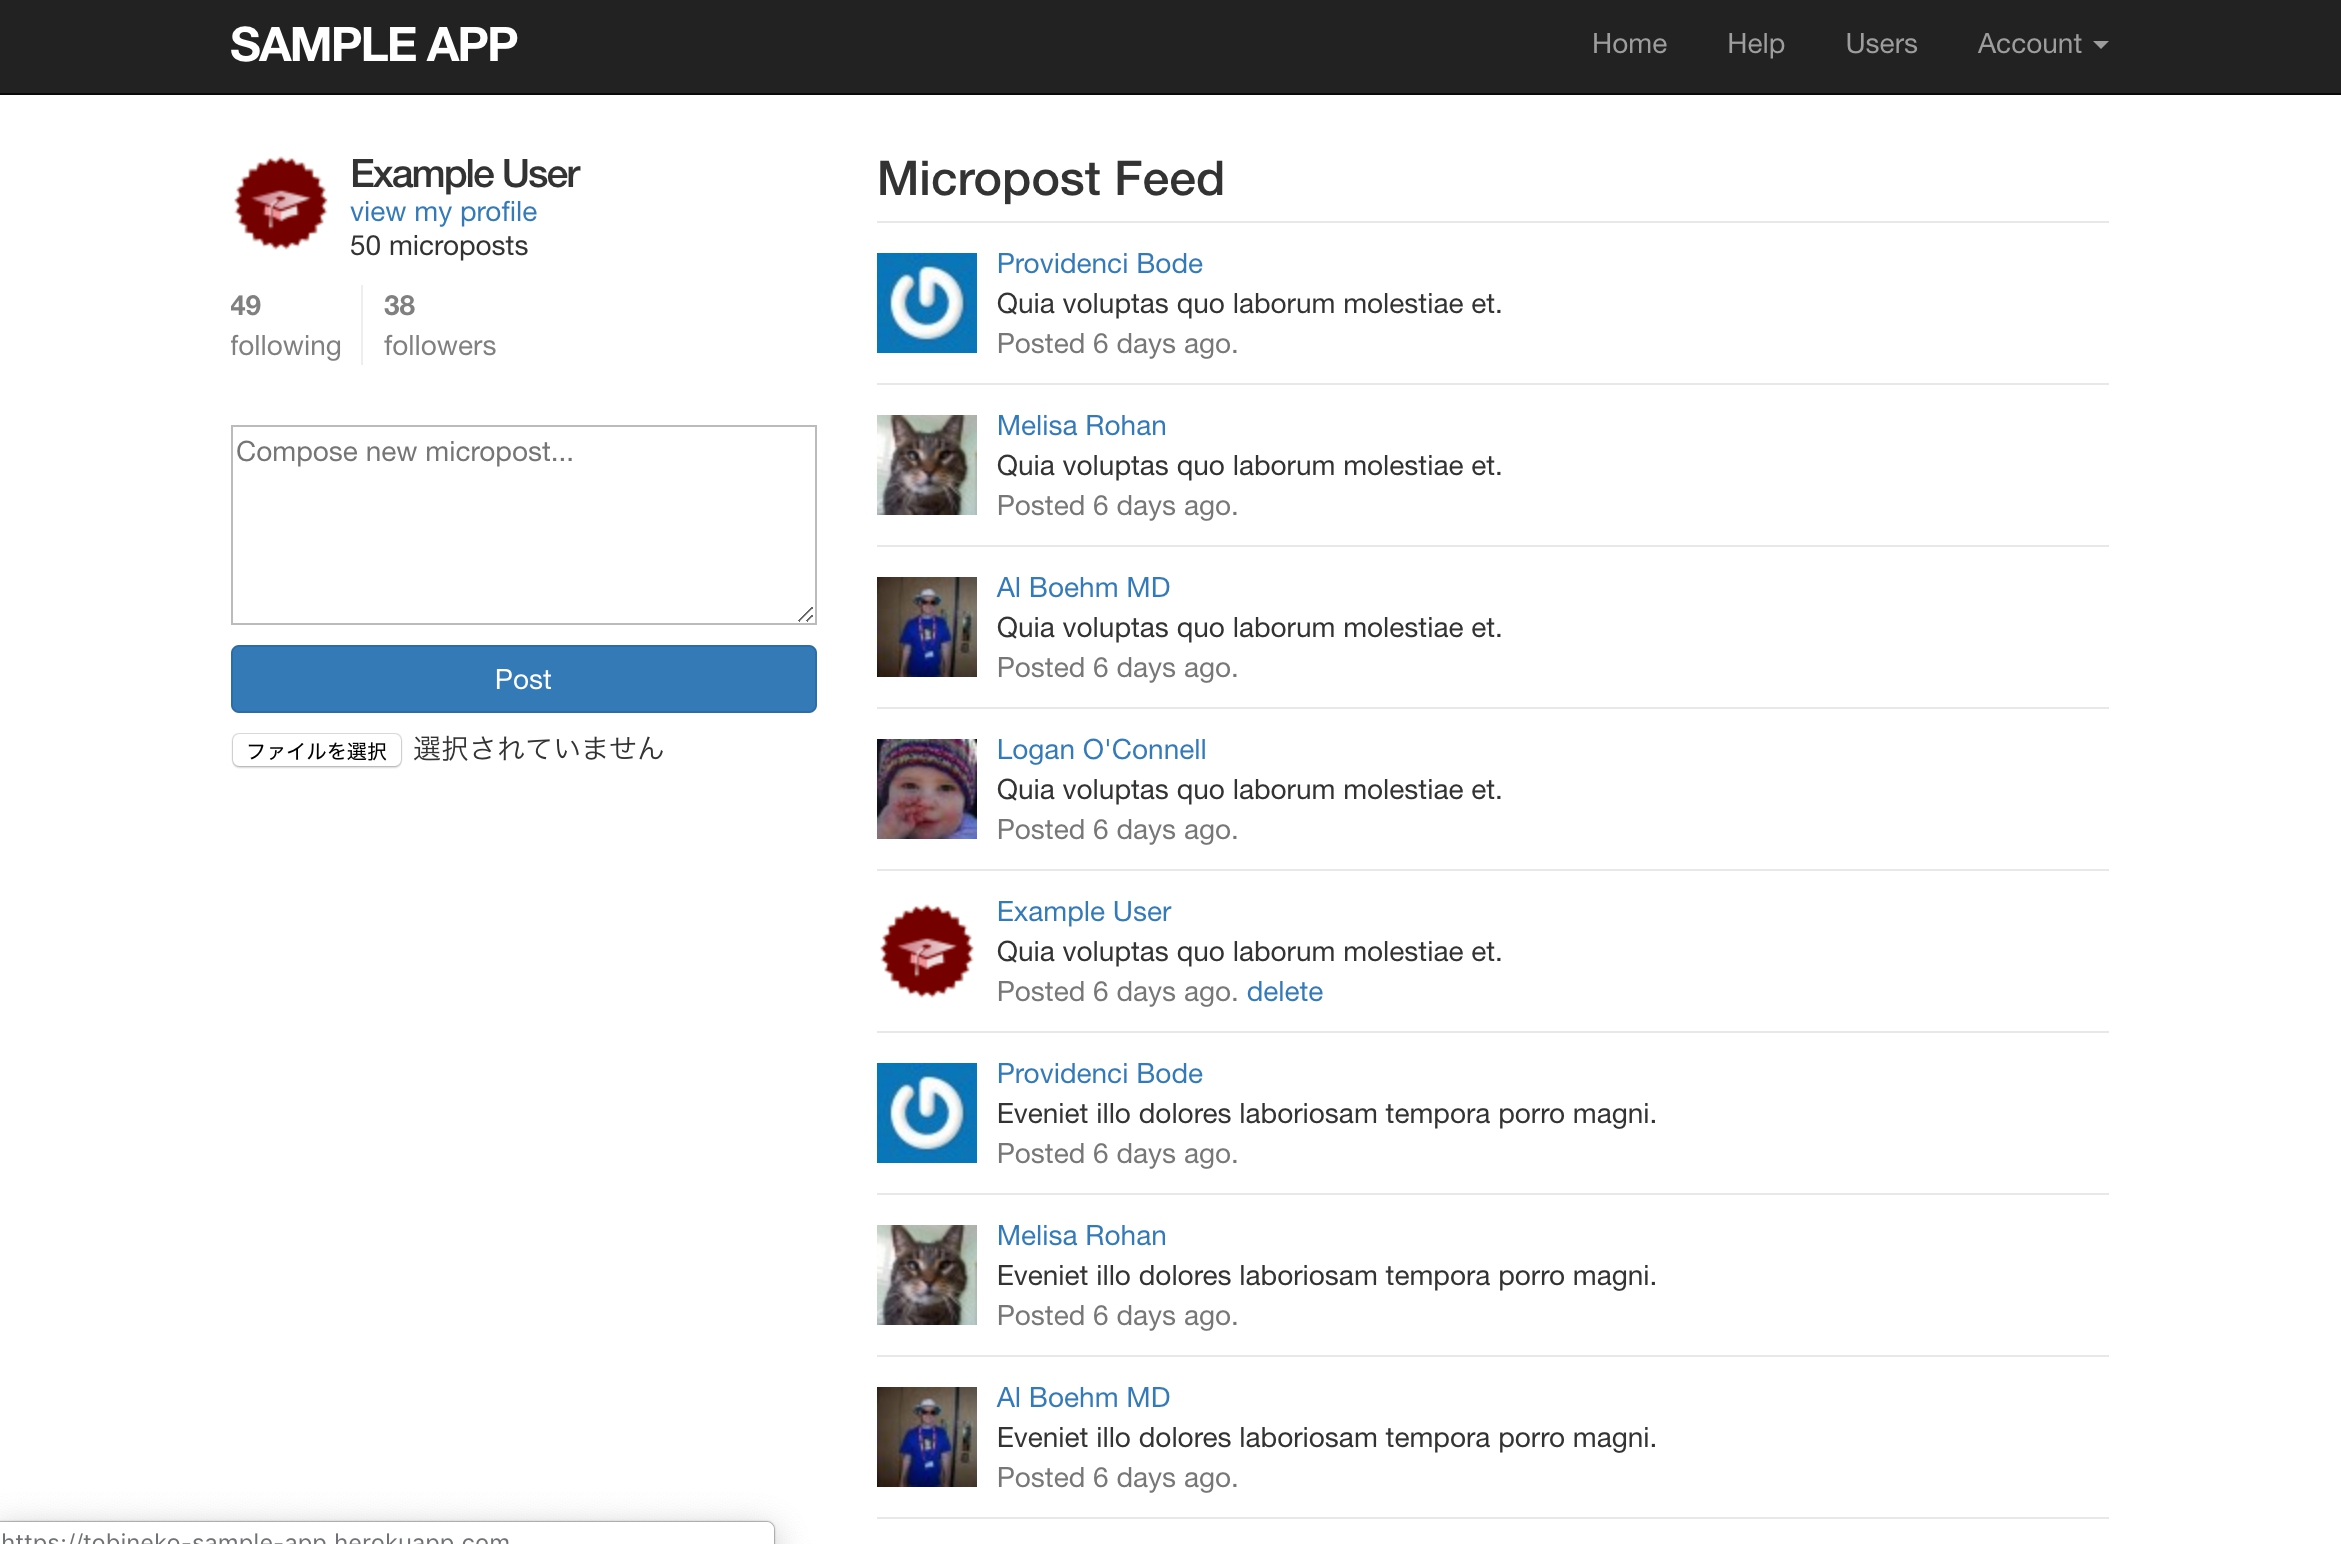 SAMPLE APP
Home Help Users Account
Example User
view my profile
50 microposts
49
following
38
followers
Compose new micropost...
Post
ファイルを選択 選択されていません
Micropost Feed
Providenci Bode
Quia voluptas quo laborum molestiae et.
Posted 6 days ago.
Melisa Rohan
Quia voluptas quo laborum molestiae et.
Posted 6 days ago.
Al Boehm MD
Quia voluptas quo laborum molestiae et.
Posted 6 days ago.
Logan O'Connell
Quia voluptas quo laborum molestiae et.
Posted 6 days ago.
Example User
Quia voluptas quo laborum molestiae et.
Posted 6 days ago. delete
Providenci Bode
Eveniet illo dolores laboriosam tempora porro magni.
Posted 6 days ago.
Melisa Rohan
Eveniet illo dolores laboriosam tempora porro magni.
Posted 6 days ago.
Al Boehm MD
Eveniet illo dolores laboriosam tempora porro magni.
Posted 6 days ago.
https://tobineko-sample-app.herokuapp.com